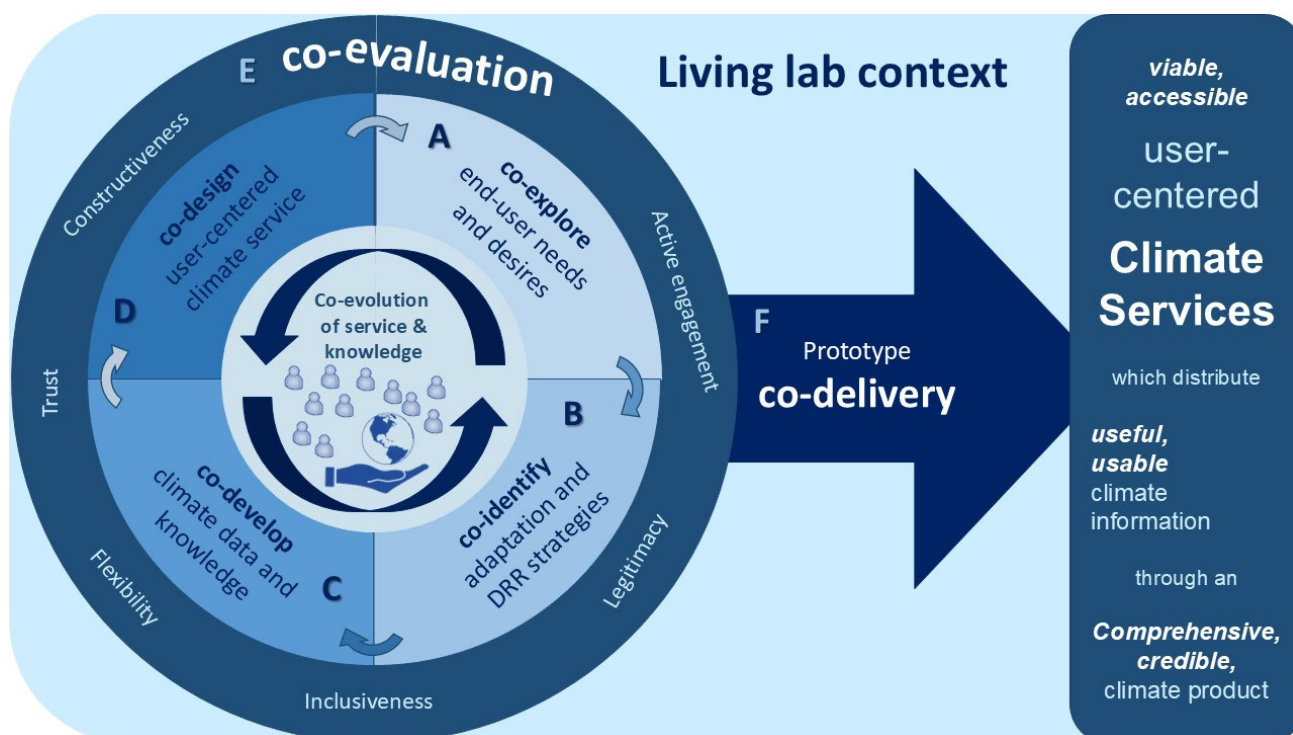 E co-evaluation
Living lab context
A
co-explore
end-user needs
and desires
B
co-identify
adaptation and
DRR strategies
C
co-develop
climate data and
knowledge
D
co-design
user-centered
climate service
Co-evolution
of service &
knowledge
Constructiveness
Active engagement
Legitimacy
Inclusiveness
Flexibility
Trust
F
Prototype
co-delivery
viable,
accessible
user-
centered
Climate
Services
which distribute
useful,
usable
climate
information
through an
Comprehensive,
credible,
climate product